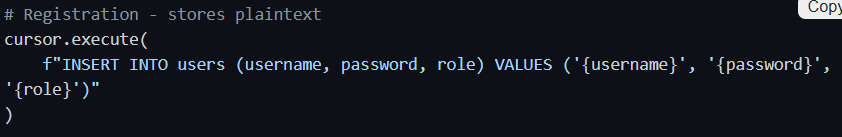 Copy
# Registration - stores plaintext
cursor.execute(
    f"INSERT INTO users (username, password, role) VALUES ('{username}', '{password}',
'{role}')"
)